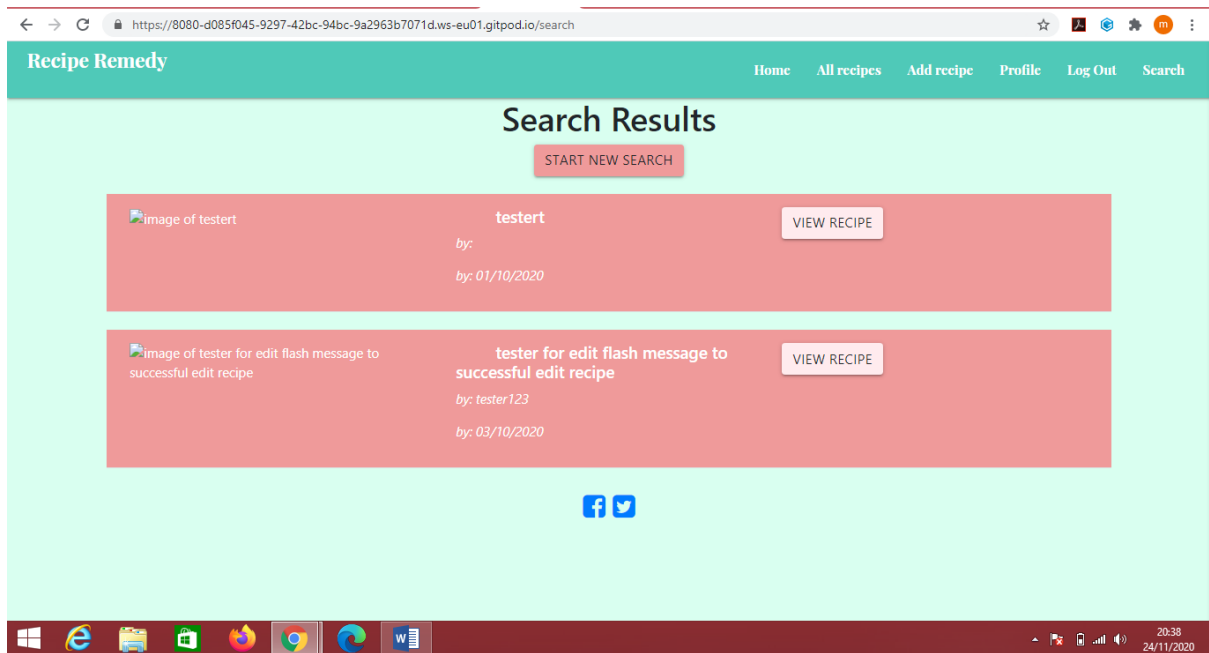 https://8080-d085f045-9297-42bc-94bc-9a2963b7071d.ws-eu01.gitpod.io/search
m
Recipe Remedy
Home All recipes Add recipe Profile Log Out Search
Search Results
START NEW SEARCH
image of testert
testert
by:
by: 01/10/2020
VIEW RECIPE
image of tester for edit flash message to
successful edit recipe
tester for edit flash message to
successful edit recipe
by: tester123
by: 03/10/2020
VIEW RECIPE
20:38
24/11/2020